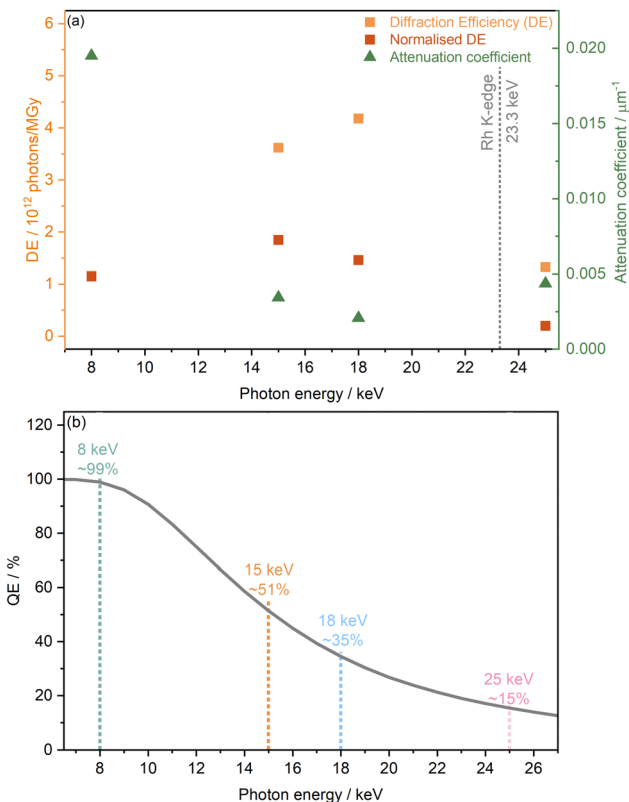 (a)
Diffraction Efficiency (DE)
Normalised DE
Attenuation coefficient
Rh K-edge
23.3 keV
DE / 10¹² photons/MGy
6
5
4
3
2
1
0
Attenuation coefficient / μm⁻¹
0.020
0.015
0.010
0.005
0.000
8 10 12 14 16 18 20 22 24
Photon energy / keV
(b)
QE / %
120
100
80
60
40
20
0
8 keV
~99%
15 keV
~51%
18 keV
~35%
25 keV
~15%
8 10 12 14 16 18 20 22 24 26
Photon energy / keV